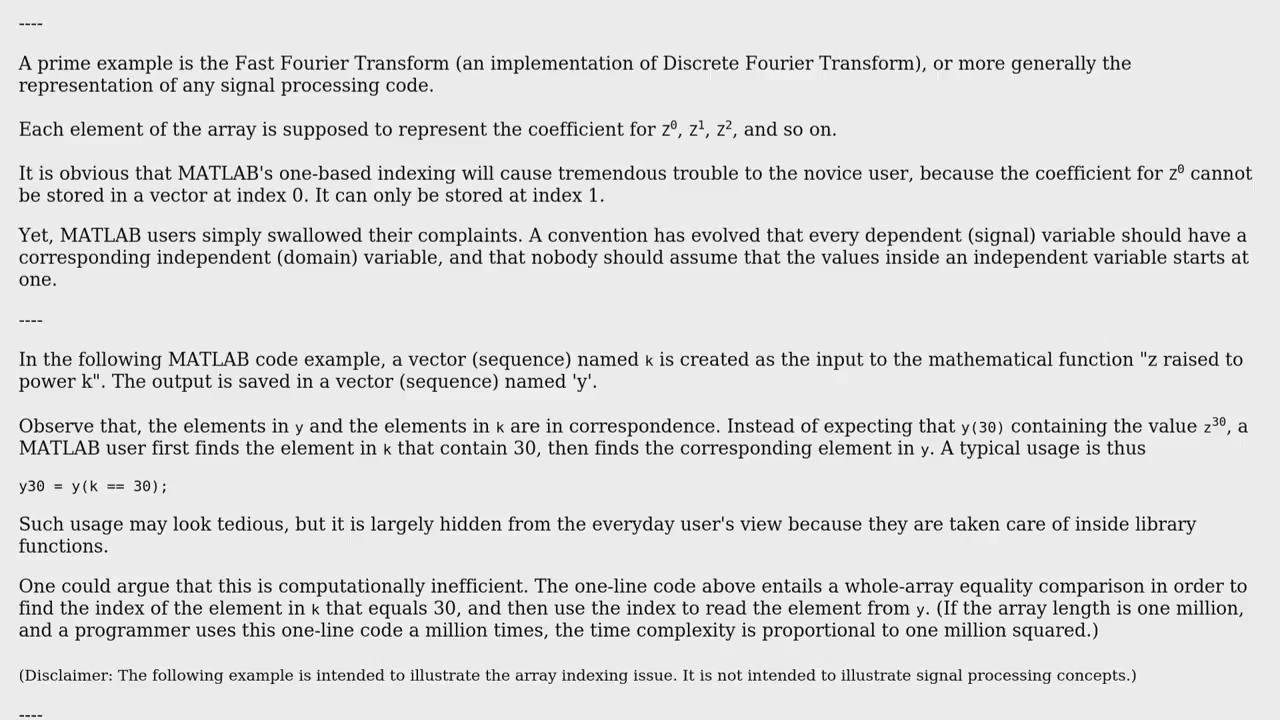 ----
A prime example is the Fast Fourier Transform (an implementation of Discrete Fourier Transform), or more generally the
representation of any signal processing code.
Each element of the array is supposed to represent the coefficient for z⁰, z¹, z², and so on.
It is obvious that MATLAB's one-based indexing will cause tremendous trouble to the novice user, because the coefficient for z⁰ cannot
be stored in a vector at index 0. It can only be stored at index 1.
Yet, MATLAB users simply swallowed their complaints. A convention has evolved that every dependent (signal) variable should have a
corresponding independent (domain) variable, and that nobody should assume that the values inside an independent variable starts at
one.
----
In the following MATLAB code example, a vector (sequence) named k is created as the input to the mathematical function "z raised to
power k". The output is saved in a vector (sequence) named 'y'.
Observe that, the elements in y and the elements in k are in correspondence. Instead of expecting that y(30) containing the value z³⁰, a
MATLAB user first finds the element in k that contain 30, then finds the corresponding element in y. A typical usage is thus
y30 = y(k == 30);
Such usage may look tedious, but it is largely hidden from the everyday user's view because they are taken care of inside library
functions.
One could argue that this is computationally inefficient. The one-line code above entails a whole-array equality comparison in order to
find the index of the element in k that equals 30, and then use the index to read the element from y. (If the array length is one million,
and a programmer uses this one-line code a million times, the time complexity is proportional to one million squared.)
(Disclaimer: The following example is intended to illustrate the array indexing issue. It is not intended to illustrate signal processing concepts.)
----